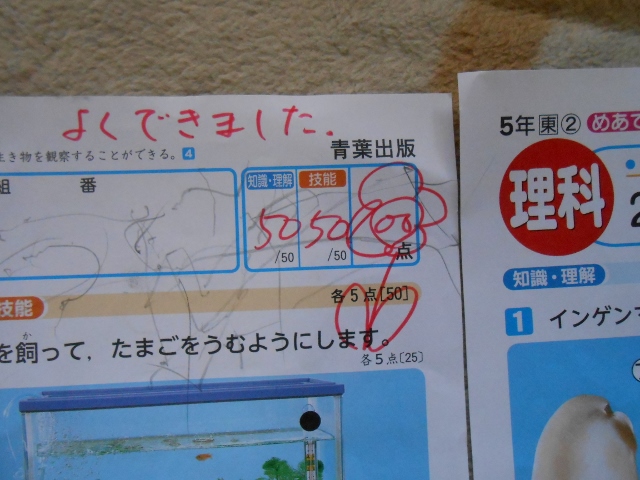 よくできました.
青葉出版
生き物を観察することができる。4
組 番
知識・理解 技能
50 50 100
/50 /50 点
技能
各5点[50]
を飼って，たまごをうむようにします。
か
各5点[25]
5年 東 ② めあて
理科
知識・理解
1 インゲン